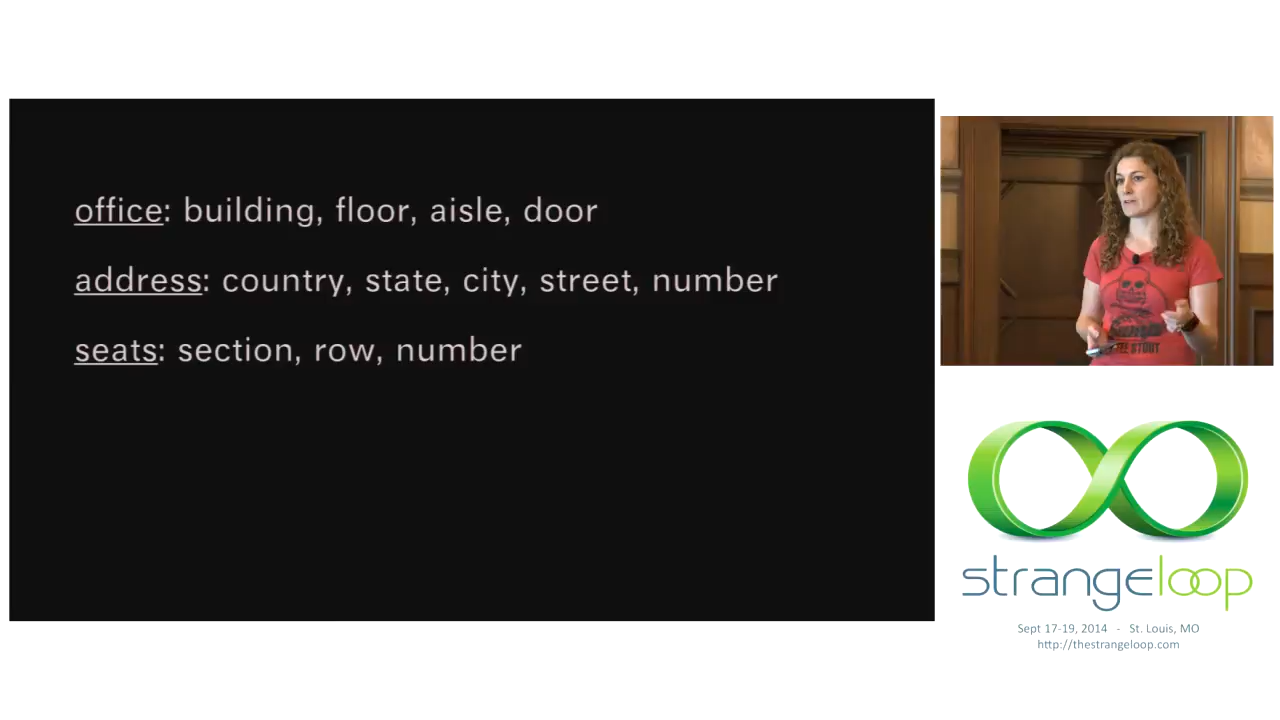 office: building, floor, aisle, door
address: country, state, city, street, number
seats: section, row, number
strangeloop
Sept 17-19, 2014 - St. Louis, MO
http://thestrangeloop.com